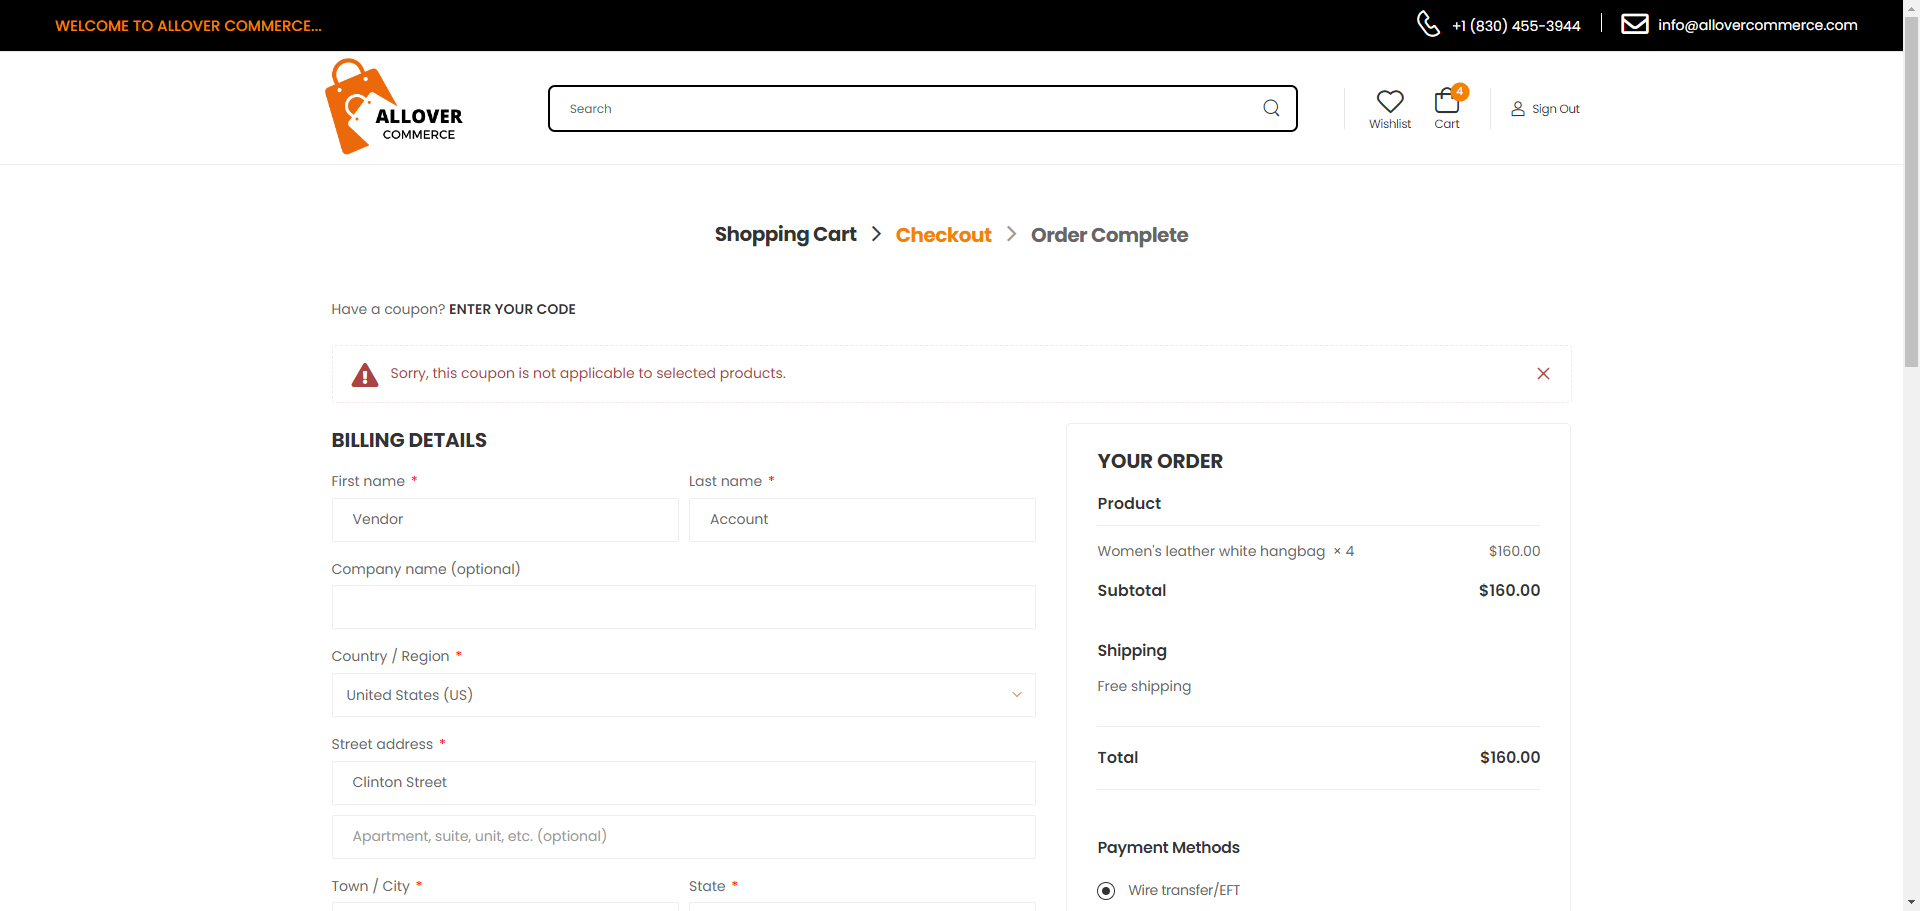 WELCOME TO ALLOVER COMMERCE...
+1 (830) 455-3944
info@allovercommerce.com
ALLOVER
COMMERCE
Search
Wishlist
4
Cart
Sign Out
Shopping Cart
Checkout
Order Complete
Have a coupon? ENTER YOUR CODE
Sorry, this coupon is not applicable to selected products.
BILLING DETAILS
First name *
Last name *
Vendor
Account
Company name (optional)
Country / Region *
United States (US)
Street address *
Clinton Street
Apartment, suite, unit, etc. (optional)
Town / City *
State *
YOUR ORDER
Product
Women's leather white hangbag × 4 $160.00
Subtotal $160.00
Shipping
Free shipping
Total $160.00
Payment Methods
Wire transfer/EFT